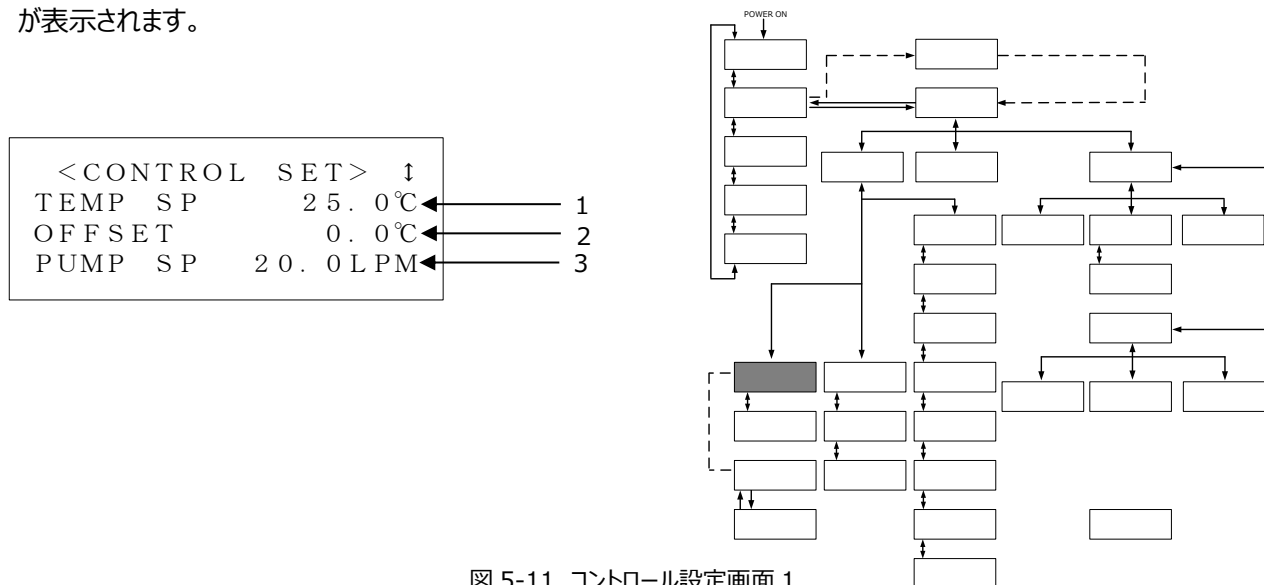 が表示されます。
POWER ON
<CONTROL SET> ↕
TEMP SP 25.0℃
OFFSET 0.0℃
PUMP SP 20.0LPM
1
2
3
図 5-11 コントロール設定画面 1